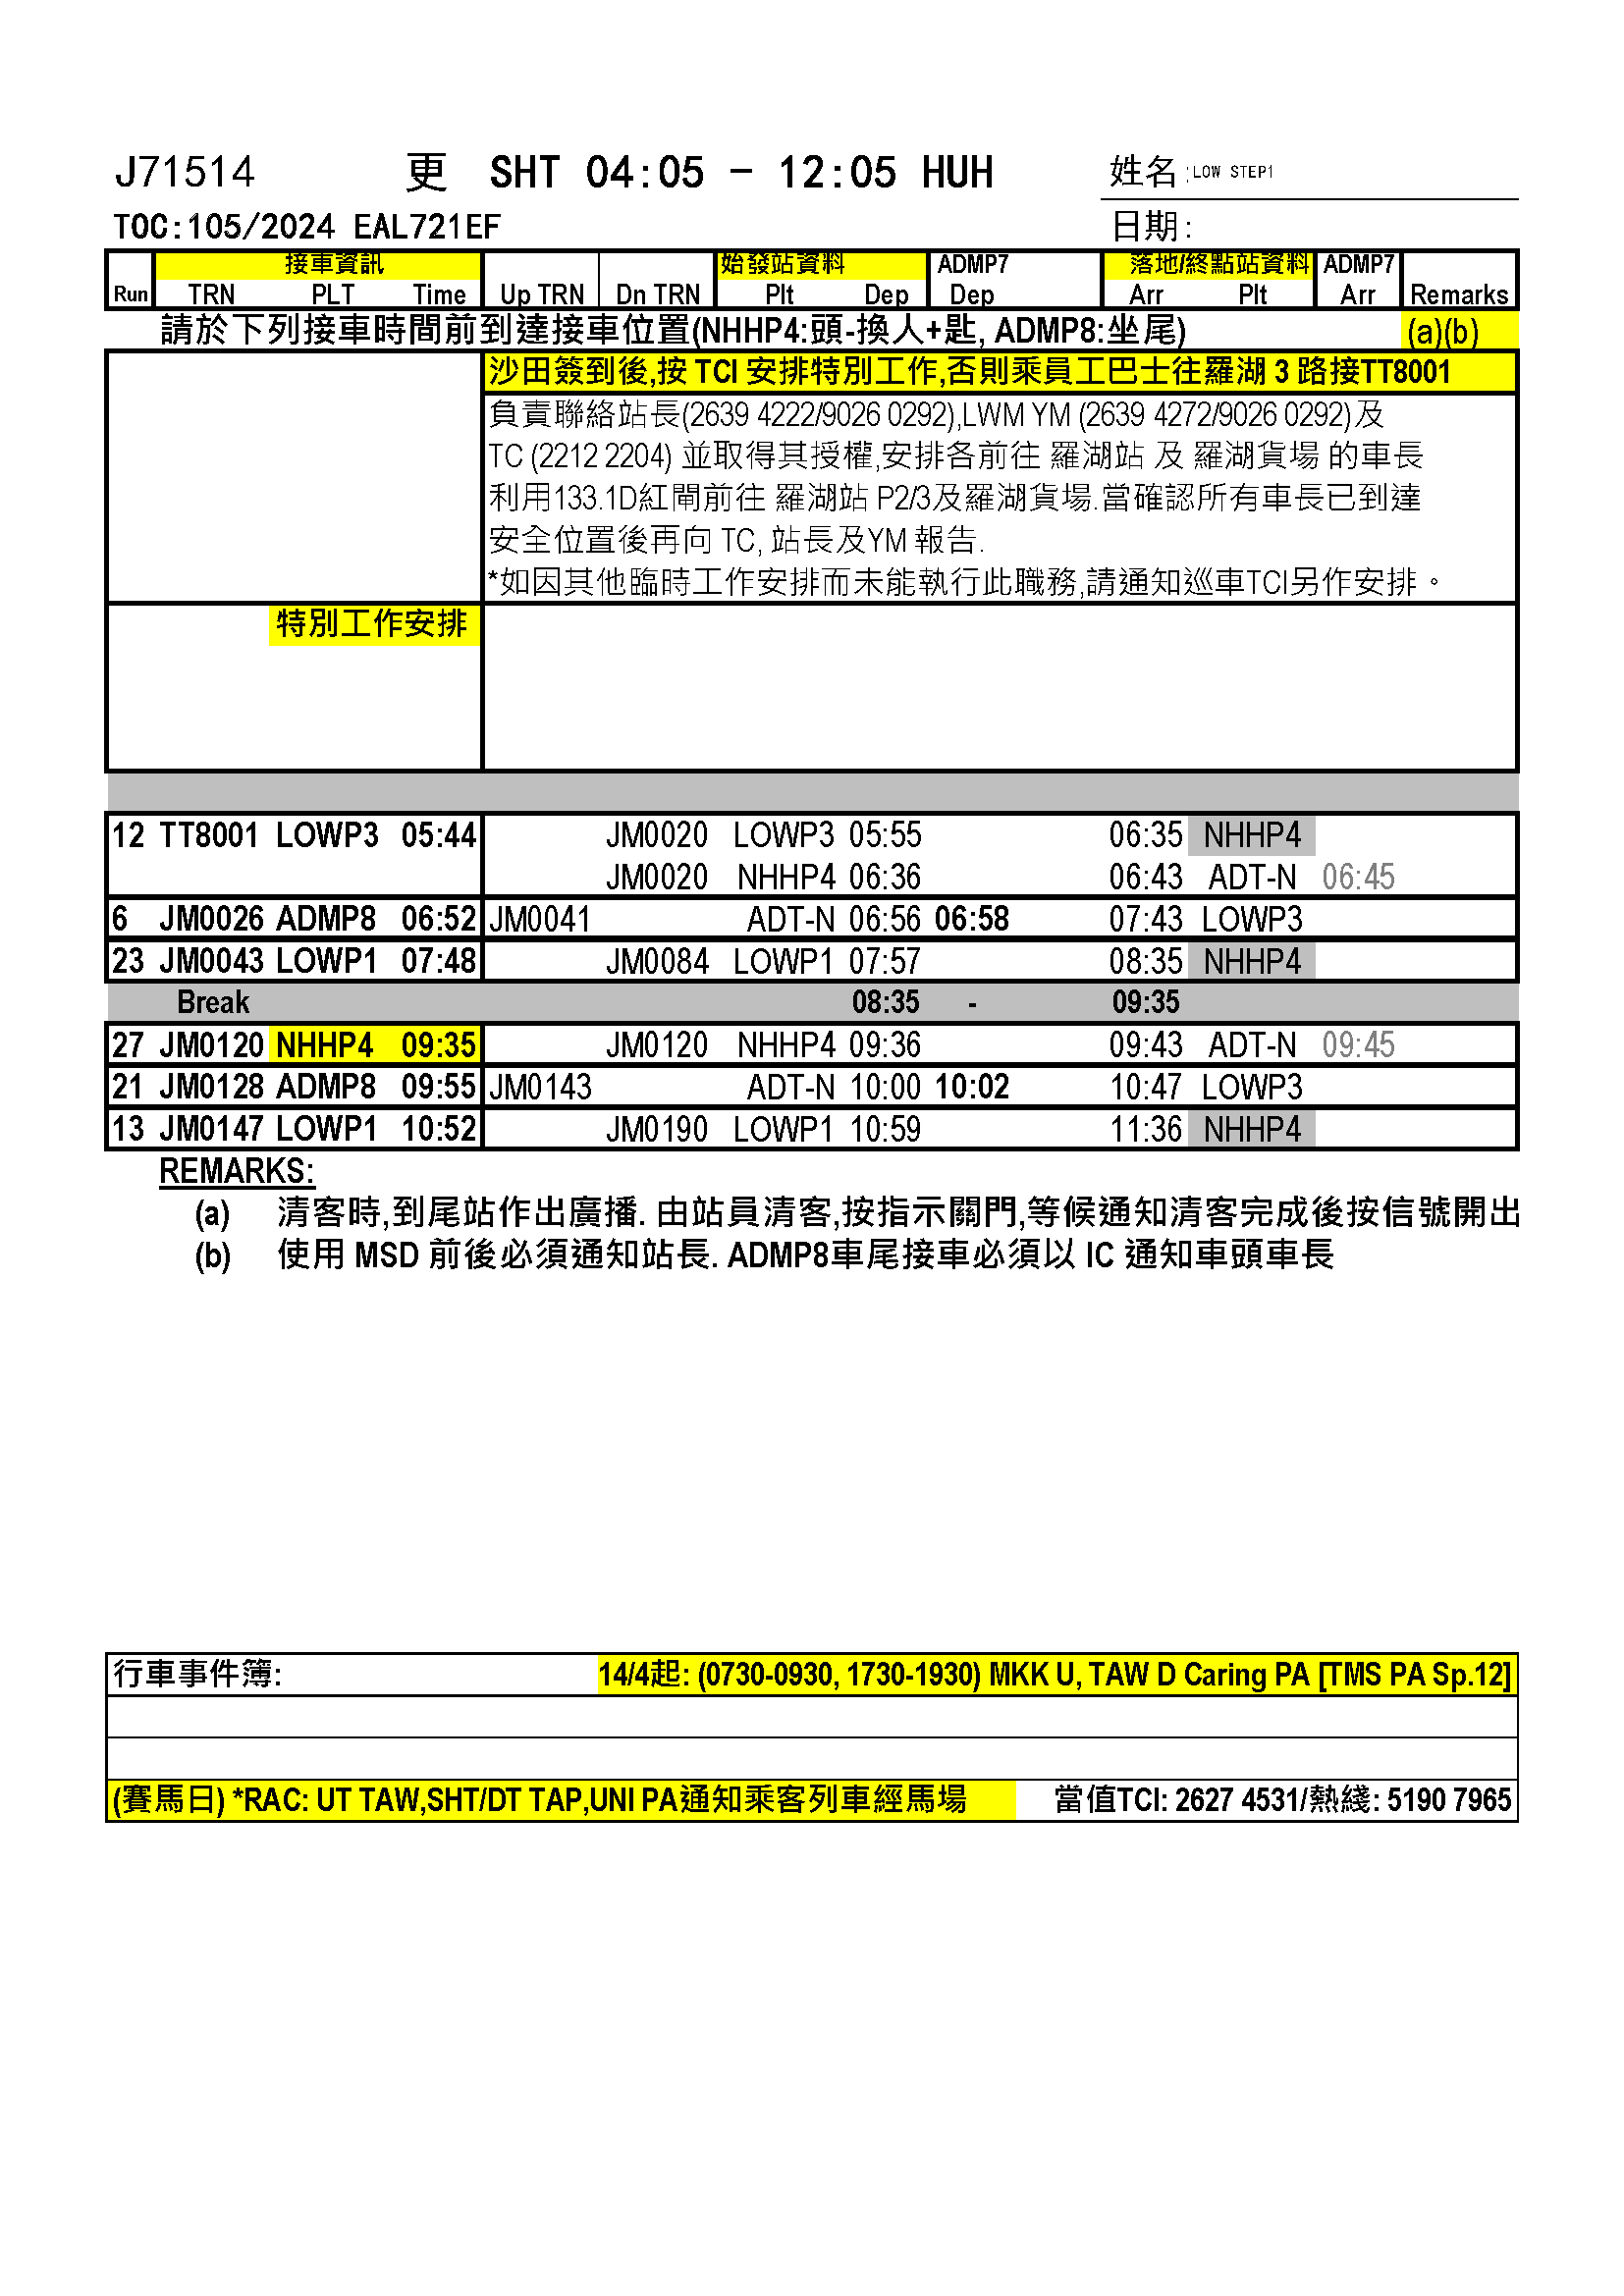 J71514 更 SHT 04:05 - 12:05 HUH 姓名:LOW STEP1
TOC:105/2024 EAL721EF 日期:
接車資訊 始發站資料 ADMP7 落地/終點站資料 ADMP7
Run TRN PLT Time Up TRN Dn TRN Plt Dep Dep Arr Plt Arr Remarks
請於下列接車時間前到達接車位置(NHHP4:頭-換人+匙, ADMP8:坐尾) (a)(b)
沙田簽到後,按 TCI 安排特別工作,否則乘員工巴士往羅湖 3 路接TT8001
負責聯絡站長(2639 4222/9026 0292),LWM YM (2639 4272/9026 0292)及
TC (2212 2204) 並取得其授權,安排各前往 羅湖站 及 羅湖貨場 的車長
利用133.1D紅閘前往 羅湖站 P2/3及羅湖貨場.當確認所有車長已到達
安全位置後再向 TC, 站長及YM 報告.
*如因其他臨時工作安排而未能執行此職務,請通知巡車TCI另作安排。
特別工作安排
12 TT8001 LOWP3 05:44 JM0020 LOWP3 05:55 06:35 NHHP4
JM0020 NHHP4 06:36 06:43 ADT-N 06:45
6 JM0026 ADMP8 06:52 JM0041 ADT-N 06:56 06:58 07:43 LOWP3
23 JM0043 LOWP1 07:48 JM0084 LOWP1 07:57 08:35 NHHP4
Break 08:35 - 09:35
27 JM0120 NHHP4 09:35 JM0120 NHHP4 09:36 09:43 ADT-N 09:45
21 JM0128 ADMP8 09:55 JM0143 ADT-N 10:00 10:02 10:47 LOWP3
13 JM0147 LOWP1 10:52 JM0190 LOWP1 10:59 11:36 NHHP4
REMARKS:
(a) 清客時,到尾站作出廣播. 由站員清客,按指示關門,等候通知清客完成後按信號開出
(b) 使用 MSD 前後必須通知站長. ADMP8車尾接車必須以 IC 通知車頭車長
行車事件簿: 14/4起: (0730-0930, 1730-1930) MKK U, TAW D Caring PA [TMS PA Sp.12]
(賽馬日) *RAC: UT TAW,SHT/DT TAP,UNI PA通知乘客列車經馬場 當值TCI: 2627 4531/熱綫: 5190 7965